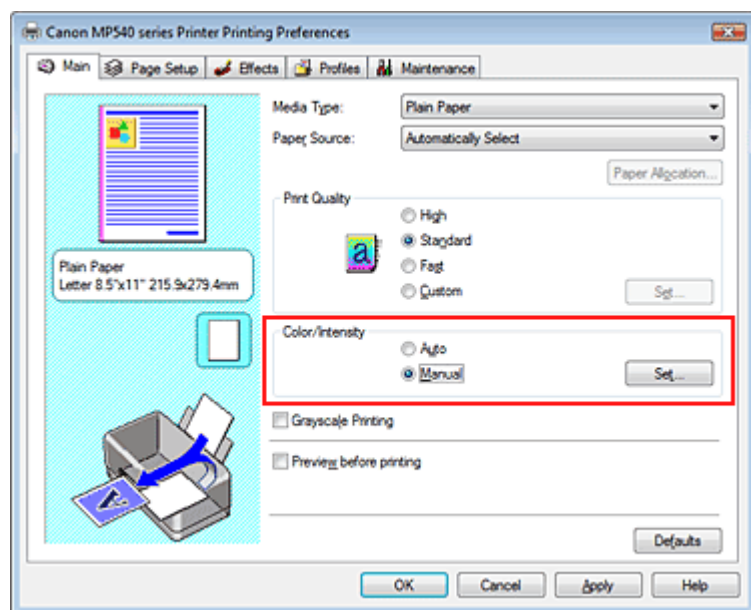 Canon MP540 series Printer Printing Preferences
Main Page Setup Effects Profiles Maintenance
Media Type: Plain Paper
Paper Source: Automatically Select
Paper Allocation...
Print Quality
High
a Standard
Fast
Custom Set...
Plain Paper
Letter 8.5"x11" 215.9x279.4mm
Color/Intensity
Auto
Manual Set...
Grayscale Printing
Preview before printing
A
Defaults
OK Cancel Apply Help